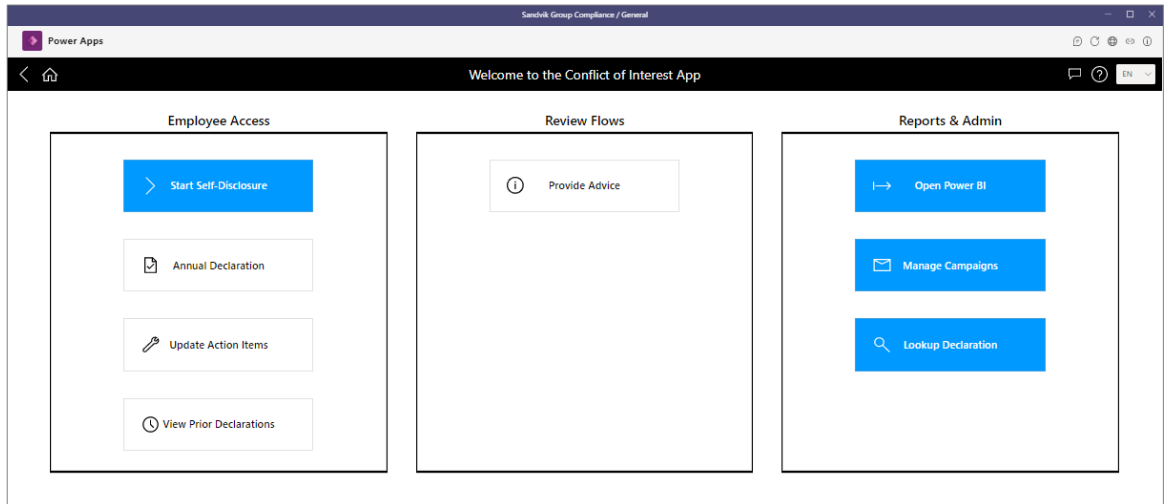 Sandvik Group Compliance / General
Power Apps
Welcome to the Conflict of Interest App
EN
Employee Access
Start Self-Disclosure
Annual Declaration
Update Action Items
View Prior Declarations
Review Flows
Provide Advice
Reports & Admin
Open Power BI
Manage Campaigns
Lookup Declaration